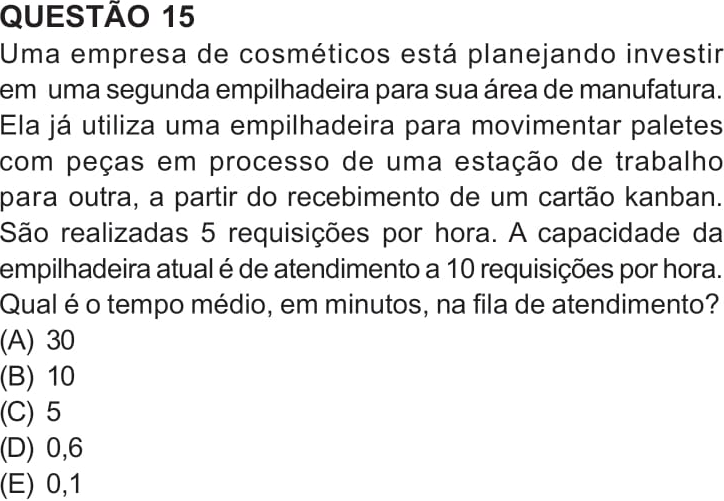 QUESTÃO 15
Uma empresa de cosméticos está planejando investir
em uma segunda empilhadeira para sua área de manufatura.
Ela já utiliza uma empilhadeira para movimentar paletes
com peças em processo de uma estação de trabalho
para outra, a partir do recebimento de um cartão kanban.
São realizadas 5 requisições por hora. A capacidade da
empilhadeira atual é de atendimento a 10 requisições por hora.
Qual é o tempo médio, em minutos, na fila de atendimento?
(A) 30
(B) 10
(C) 5
(D) 0,6
(E) 0,1